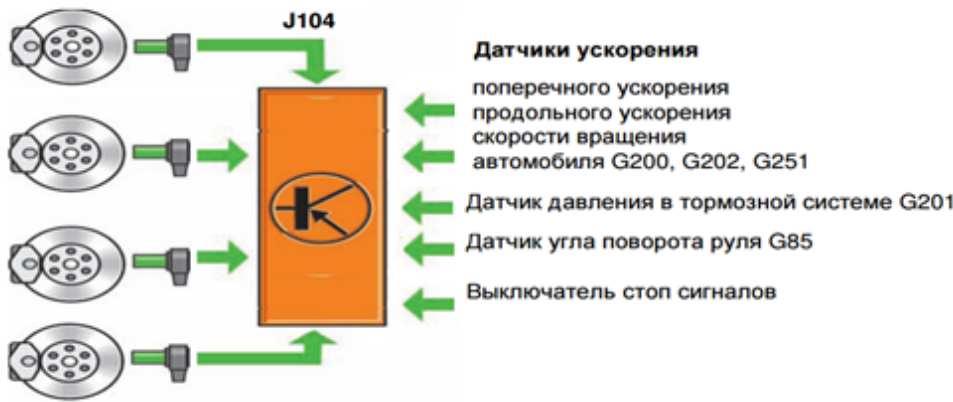 J104
Датчики ускорения
поперечного ускорения
продольного ускорения
скорости вращения
автомобиля G200, G202, G251
Датчик давления в тормозной системе G201
Датчик угла поворота руля G85
Выключатель стоп сигналов